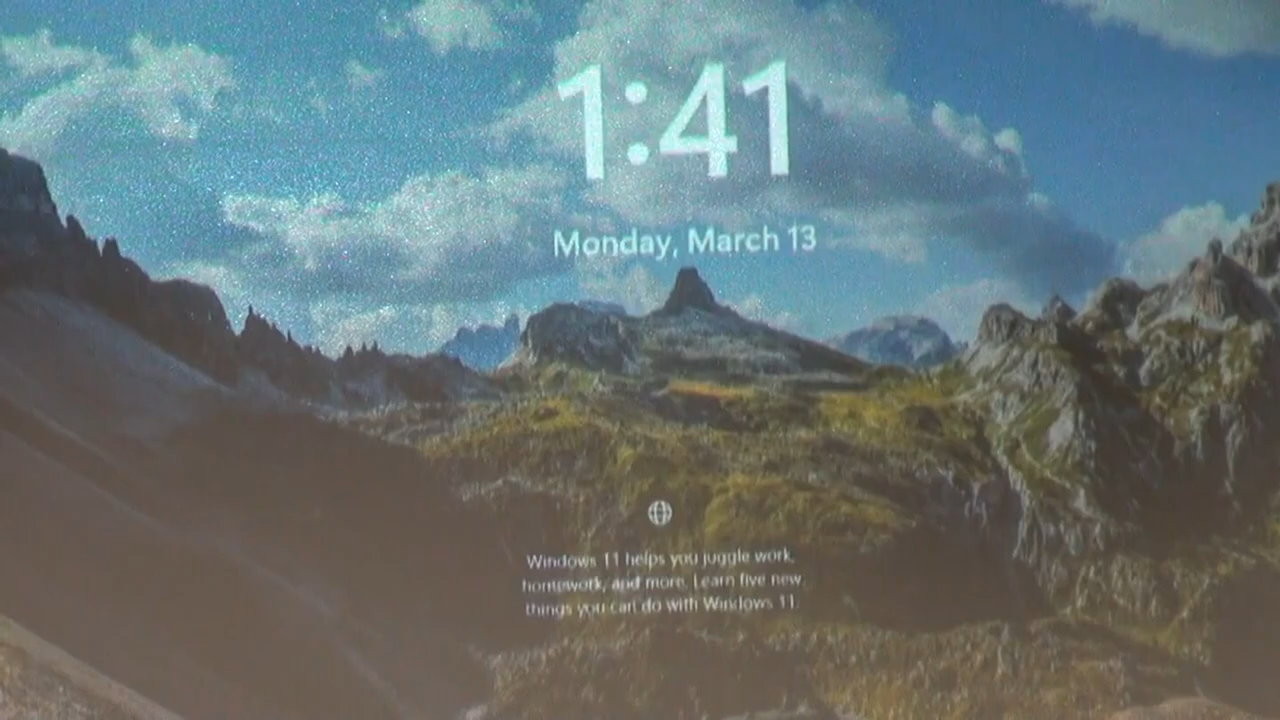 1:41
Monday, March 13
Windows 11 helps you juggle work,
homework, and more. Learn five new
things you can do with Windows 11.